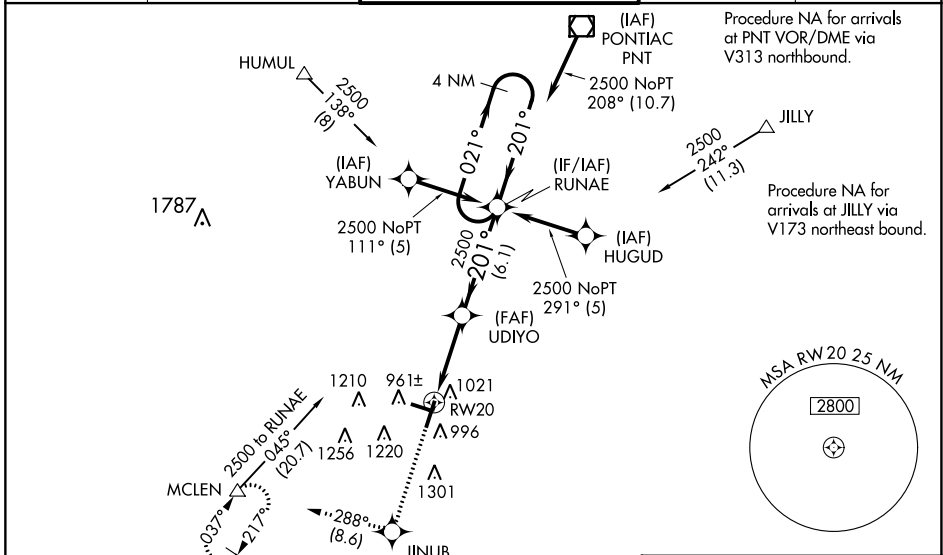 (IAF)
PONTIAC
PNT
Procedure NA for arrivals
at PNT VOR/DME via
V313 northbound.
HUMUL
2500
138°
(8)
4 NM
2500 NoPT
208° (10.7)
JILLY
2500
242°
(11.3)
021°
201°
(IAF)
YABUN
(IF/IAF)
RUNAE
Procedure NA for
arrivals at JILLY via
V173 northeast bound.
1787
2500 NoPT
111° (5)
(IAF)
HUGUD
2500
201°
(6.1)
2500 NoPT
291° (5)
(FAF)
UDIYO
MSA RW20 25 NM
2800
1210
961±
1021
RW20
996
1256
1220
1301
2500 to RUNAE
045°
(20.7)
MCLEN
037°
217°
288°
(8.6)
JINUB